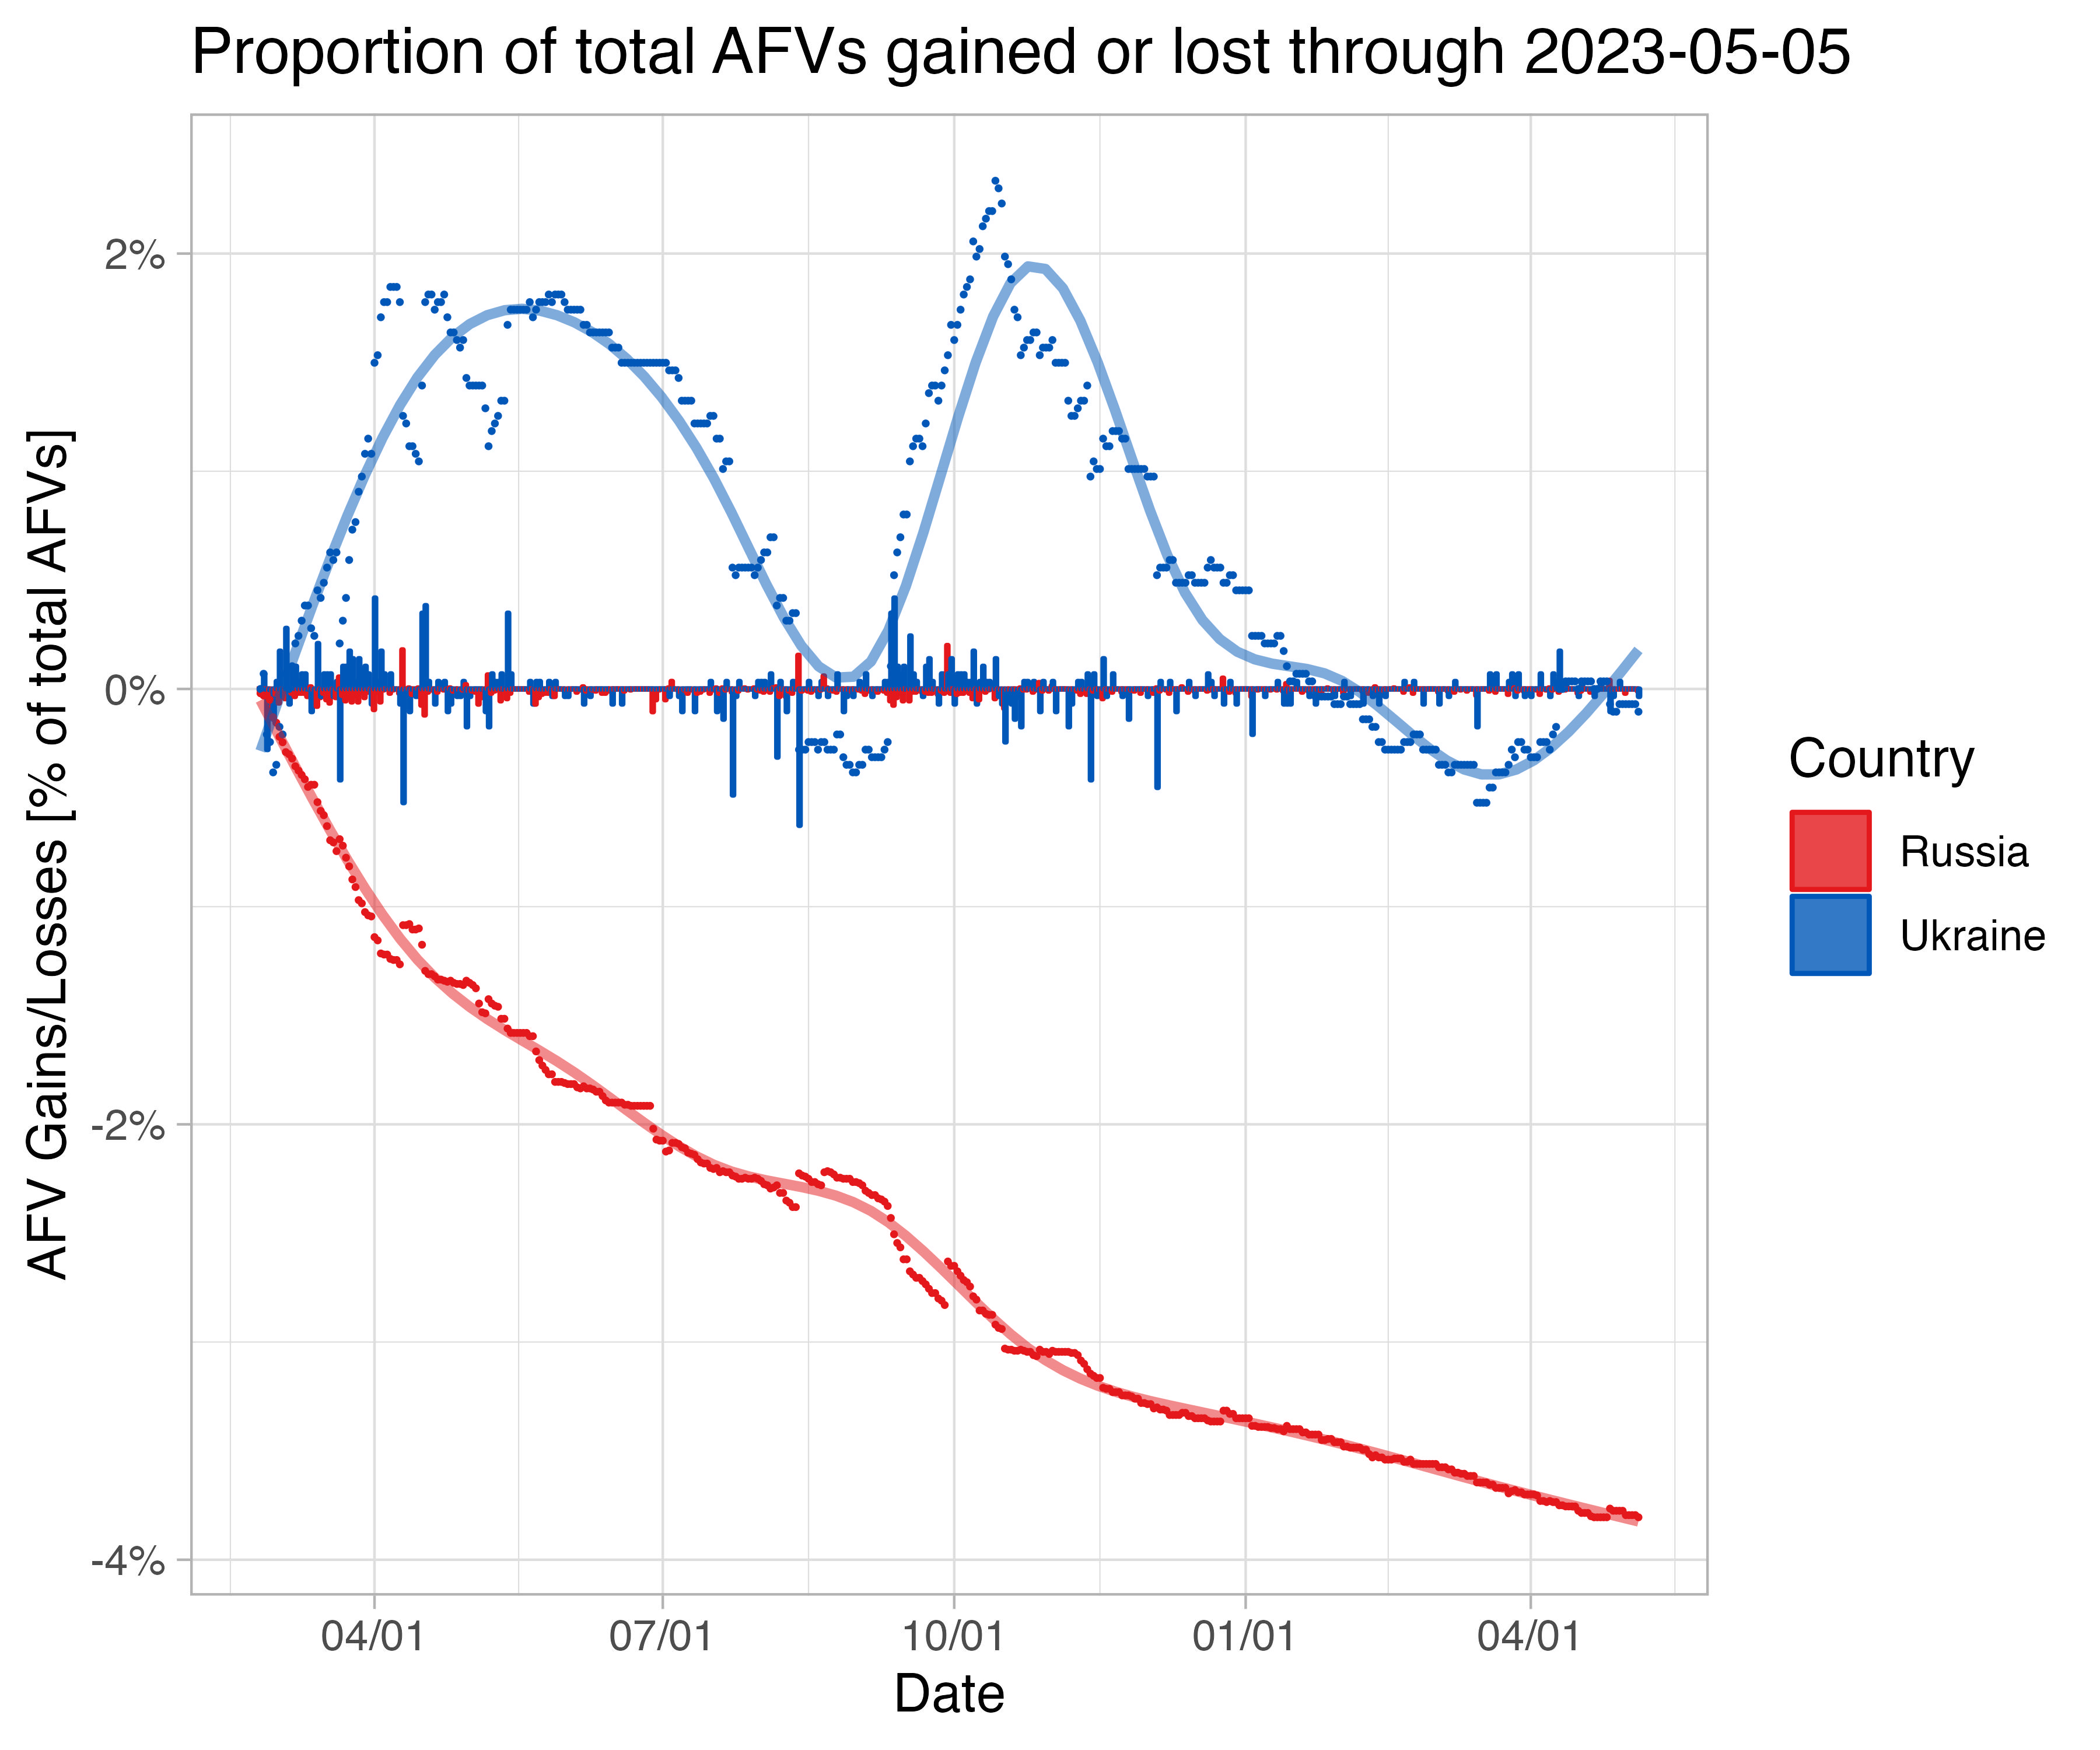 Proportion of total AFVs gained or lost through 2023-05-05
AFV Gains/Losses [% of total AFVs]
2%
0%
-2%
-4%
04/01 07/01 10/01 01/01 04/01
Date
Country
Russia
Ukraine